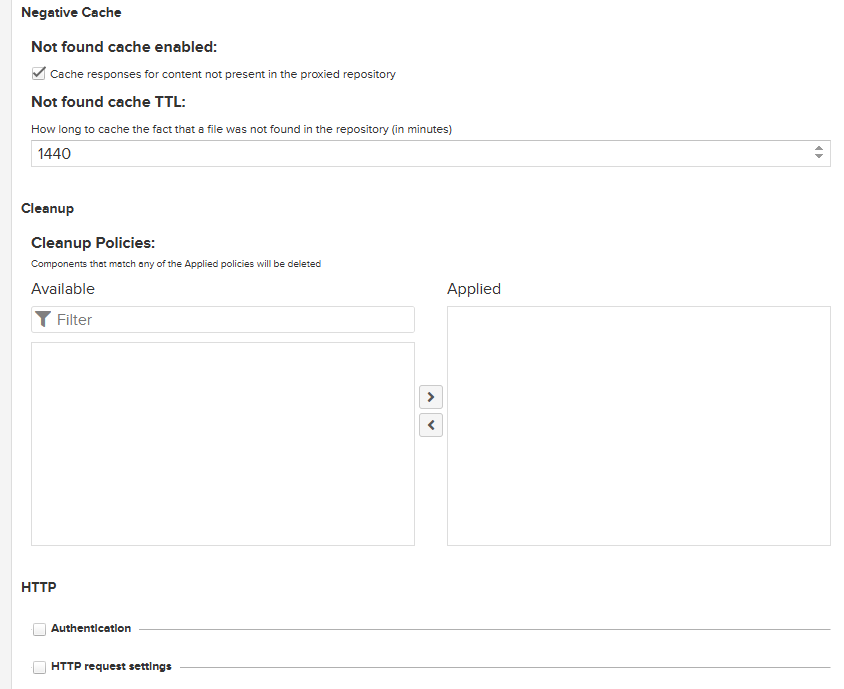 Negative Cache
Not found cache enabled:
Cache responses for content not present in the proxied repository
Not found cache TTL:
How long to cache the fact that a file was not found in the repository (in minutes)
1440
Cleanup
Cleanup Policies:
Components that match any of the Applied policies will be deleted
Available
Applied
Filter
HTTP
Authentication
HTTP request settings